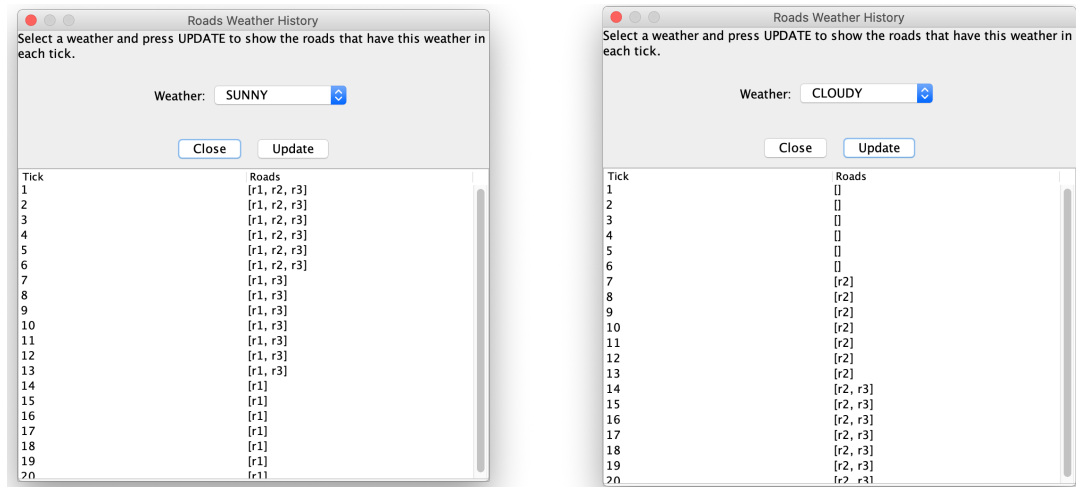 Roads Weather History
Select a weather and press UPDATE to show the roads that have this weather in
each tick.
Weather: SUNNY
Close Update
Tick Roads
1 [r1, r2, r3]
2 [r1, r2, r3]
3 [r1, r2, r3]
4 [r1, r2, r3]
5 [r1, r2, r3]
6 [r1, r2, r3]
7 [r1, r3]
8 [r1, r3]
9 [r1, r3]
10 [r1, r3]
11 [r1, r3]
12 [r1, r3]
13 [r1, r3]
14 [r1]
15 [r1]
16 [r1]
17 [r1]
18 [r1]
19 [r1]
20 [r1]
Roads Weather History
Select a weather and press UPDATE to show the roads that have this weather in
each tick.
Weather: CLOUDY
Close Update
Tick Roads
1 []
2 []
3 []
4 []
5 []
6 []
7 [r2]
8 [r2]
9 [r2]
10 [r2]
11 [r2]
12 [r2]
13 [r2]
14 [r2, r3]
15 [r2, r3]
16 [r2, r3]
17 [r2, r3]
18 [r2, r3]
19 [r2, r3]
20 [r2, r3]